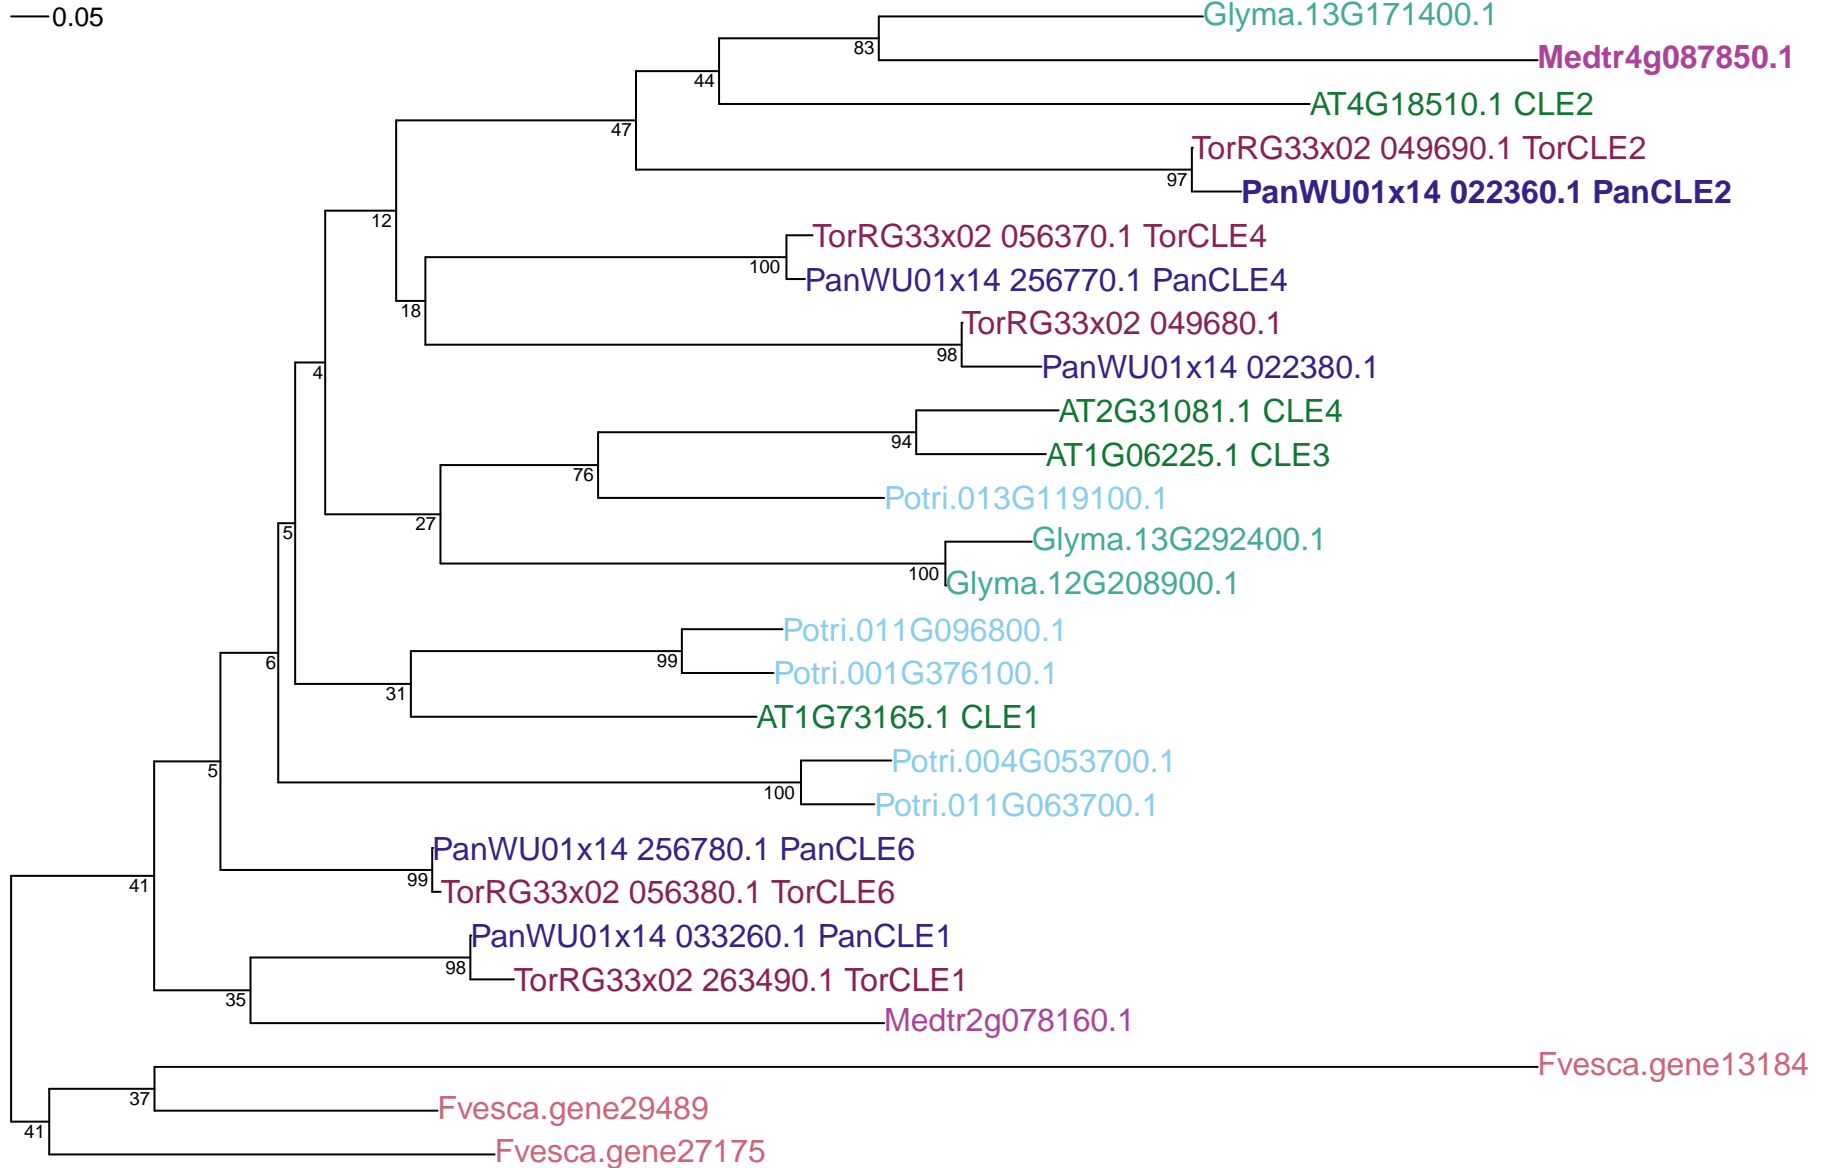 0.05
Glyma.13G171400.1
83
Medtr4g087850.1
44
AT4G18510.1 CLE2
47
TorRG33x02 049690.1 TorCLE2
97
PanWU01x14 022360.1 PanCLE2
12
TorRG33x02 056370.1 TorCLE4
100
PanWU01x14 256770.1 PanCLE4
18
TorRG33x02 049680.1
98
PanWU01x14 022380.1
4
AT2G31081.1 CLE4
94
AT1G06225.1 CLE3
76
Potri.013G119100.1
27
5
Glyma.13G292400.1
100
Glyma.12G208900.1
Potri.011G096800.1
6
99
Potri.001G376100.1
31
AT1G73165.1 CLE1
Potri.004G053700.1
5
100
Potri.011G063700.1
PanWU01x14 256780.1 PanCLE6
41
99
TorRG33x02 056380.1 TorCLE6
PanWU01x14 033260.1 PanCLE1
98
TorRG33x02 263490.1 TorCLE1
35
Medtr2g078160.1
Fvesca.gene13184
37
Fvesca.gene29489
41
Fvesca.gene27175